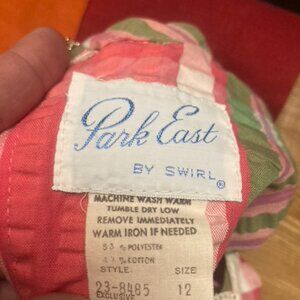 Park East
BY SWIRL®
MACHINE WASH WARM
TUMBLE DRY LOW
REMOVE IMMEDIATELY
WARM IRON IF NEEDED
% POLYESTER
% COTTON
STYLE. SIZE
23-8485 12
EXCLUSIVE